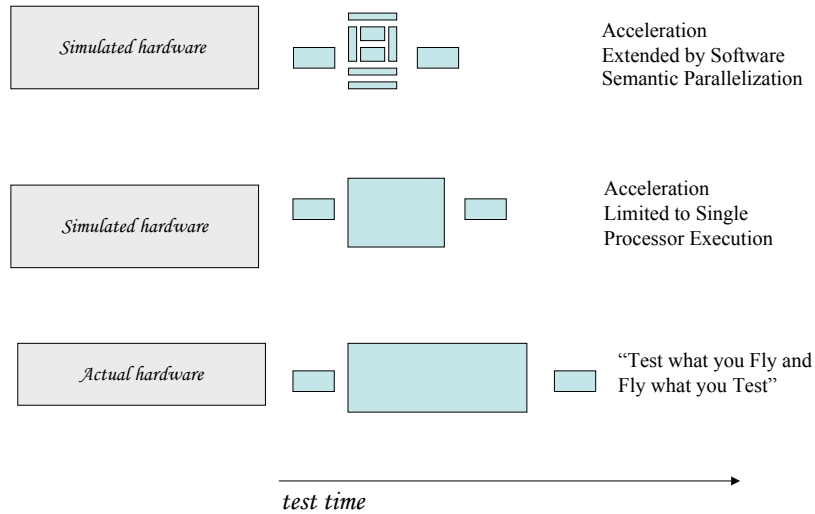 Simulated hardware
Acceleration
Extended by Software
Semantic Parallelization
Simulated hardware
Acceleration
Limited to Single
Processor Execution
Actual hardware
“Test what you Fly and
Fly what you Test”
test time